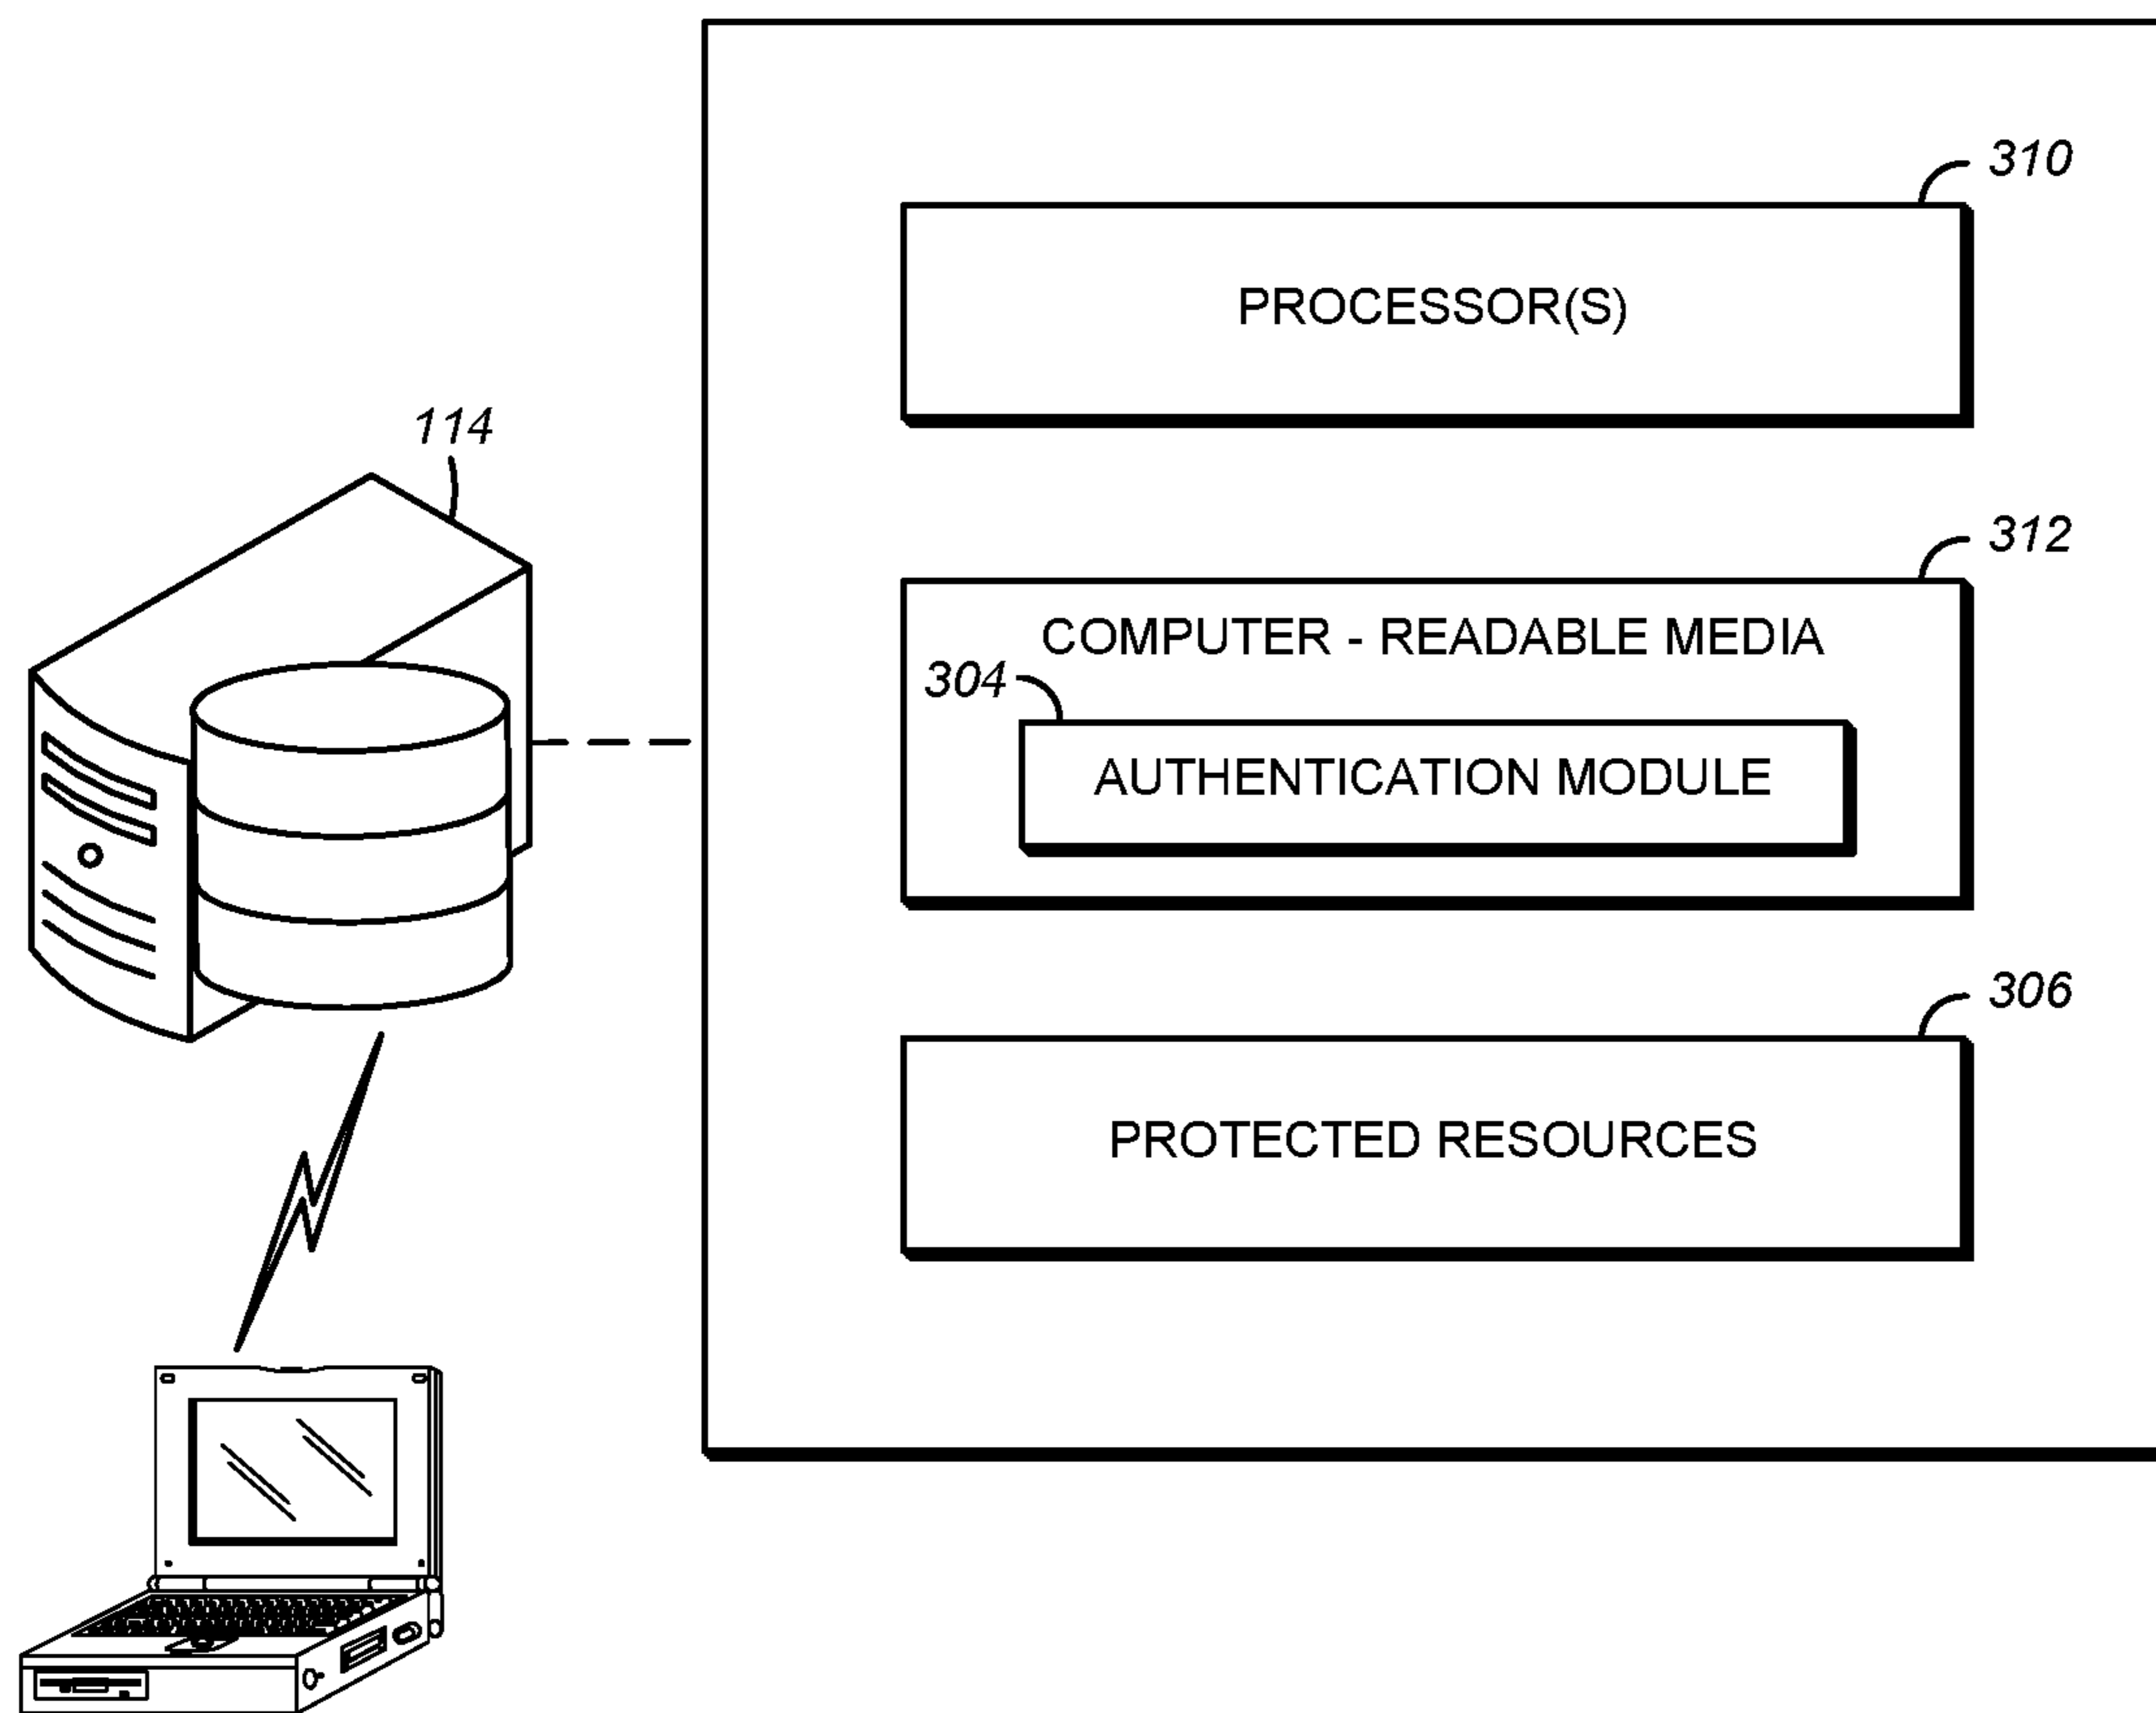 310
PROCESSOR(S)
114
312
COMPUTER - READABLE MEDIA
304
AUTHENTICATION MODULE
306
PROTECTED RESOURCES